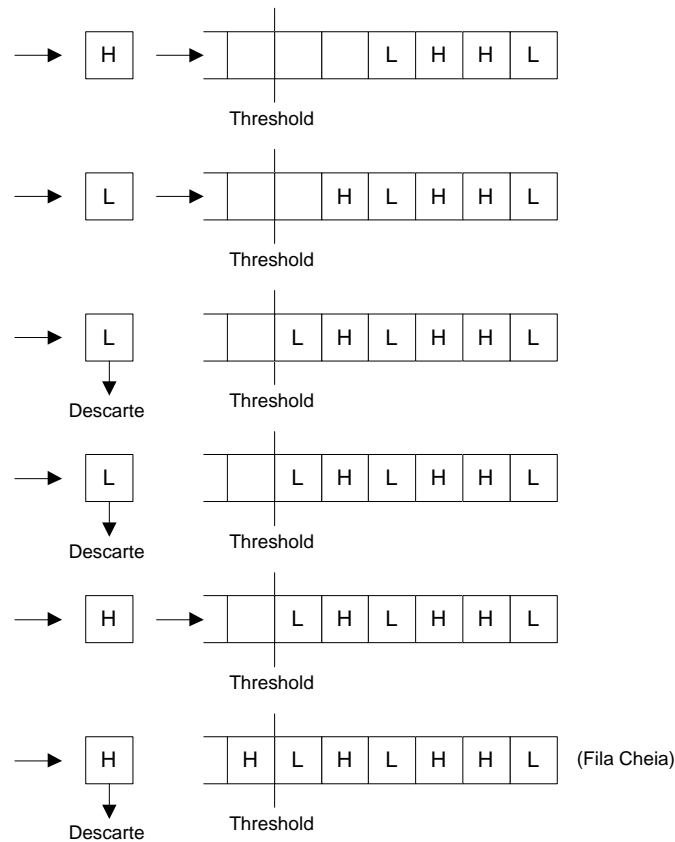 H L H H L
Threshold
L H L H H L
Threshold
L L H L H H L
Descarte Threshold
L L H L H H L
Descarte Threshold
H L H L H H L
Threshold
H H L H L H H L (Fila Cheia)
Descarte Threshold